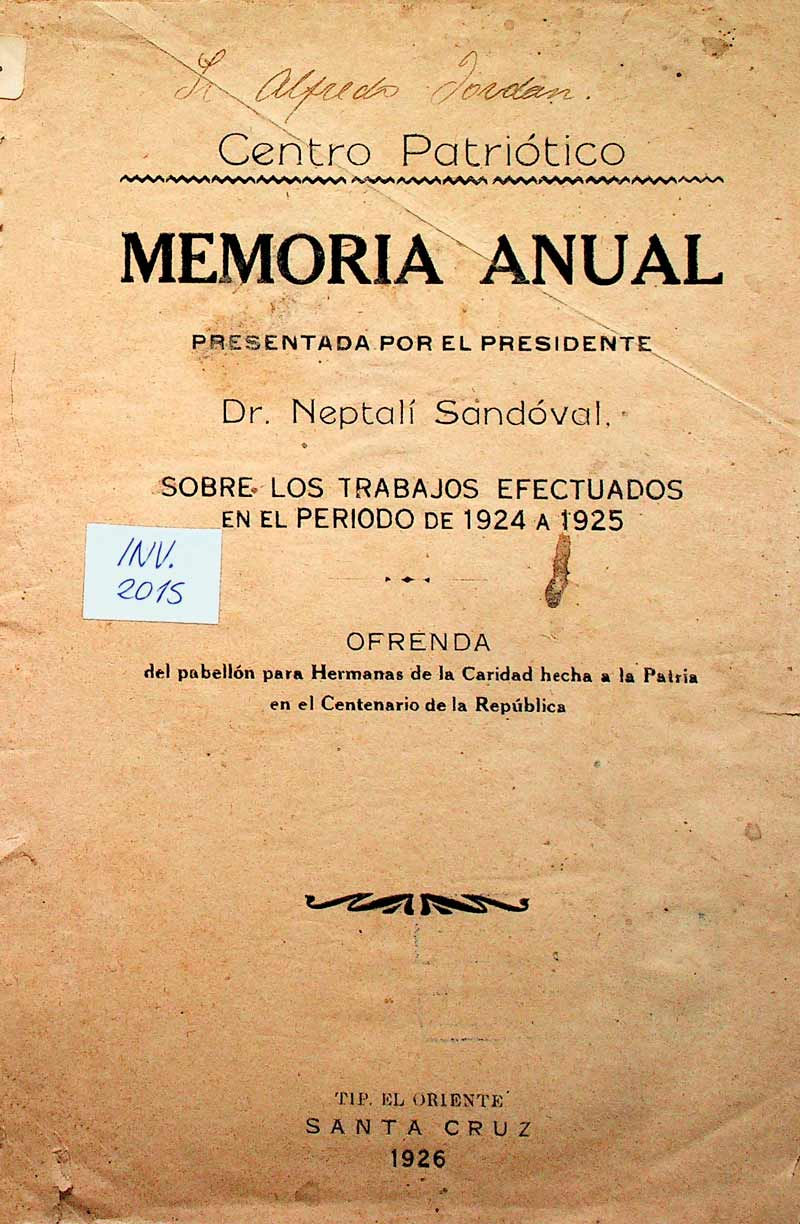 Sr Alfredo Jordan.
Centro Patriótico
MEMORIA ANUAL
PRESENTADA POR EL PRESIDENTE
Dr. Neptalí Sandóval.
SOBRE LOS TRABAJOS EFECTUADOS
EN EL PERIODO DE 1924 A 1925
INV.
2015
OFRENDA
del pabellón para Hermanas de la Caridad hecha a la Patria
en el Centenario de la República
TIP. EL ORIENTE
SANTA CRUZ
1926